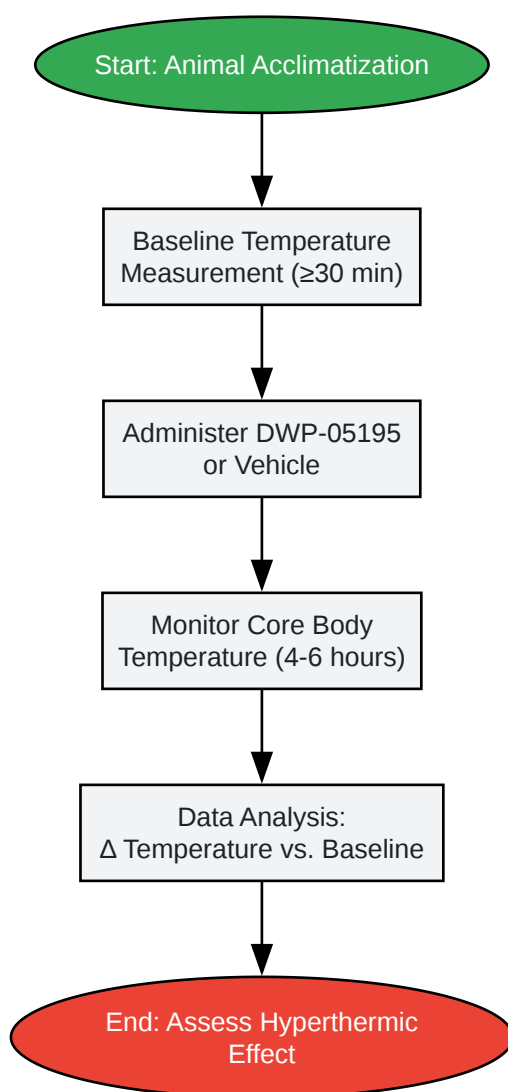 Start: Animal Acclimatization
Baseline Temperature
Measurement (≥30 min)
Administer DWP-05195
or Vehicle
Monitor Core Body
Temperature (4-6 hours)
Data Analysis:
Δ Temperature vs. Baseline
End: Assess Hyperthermic
Effect